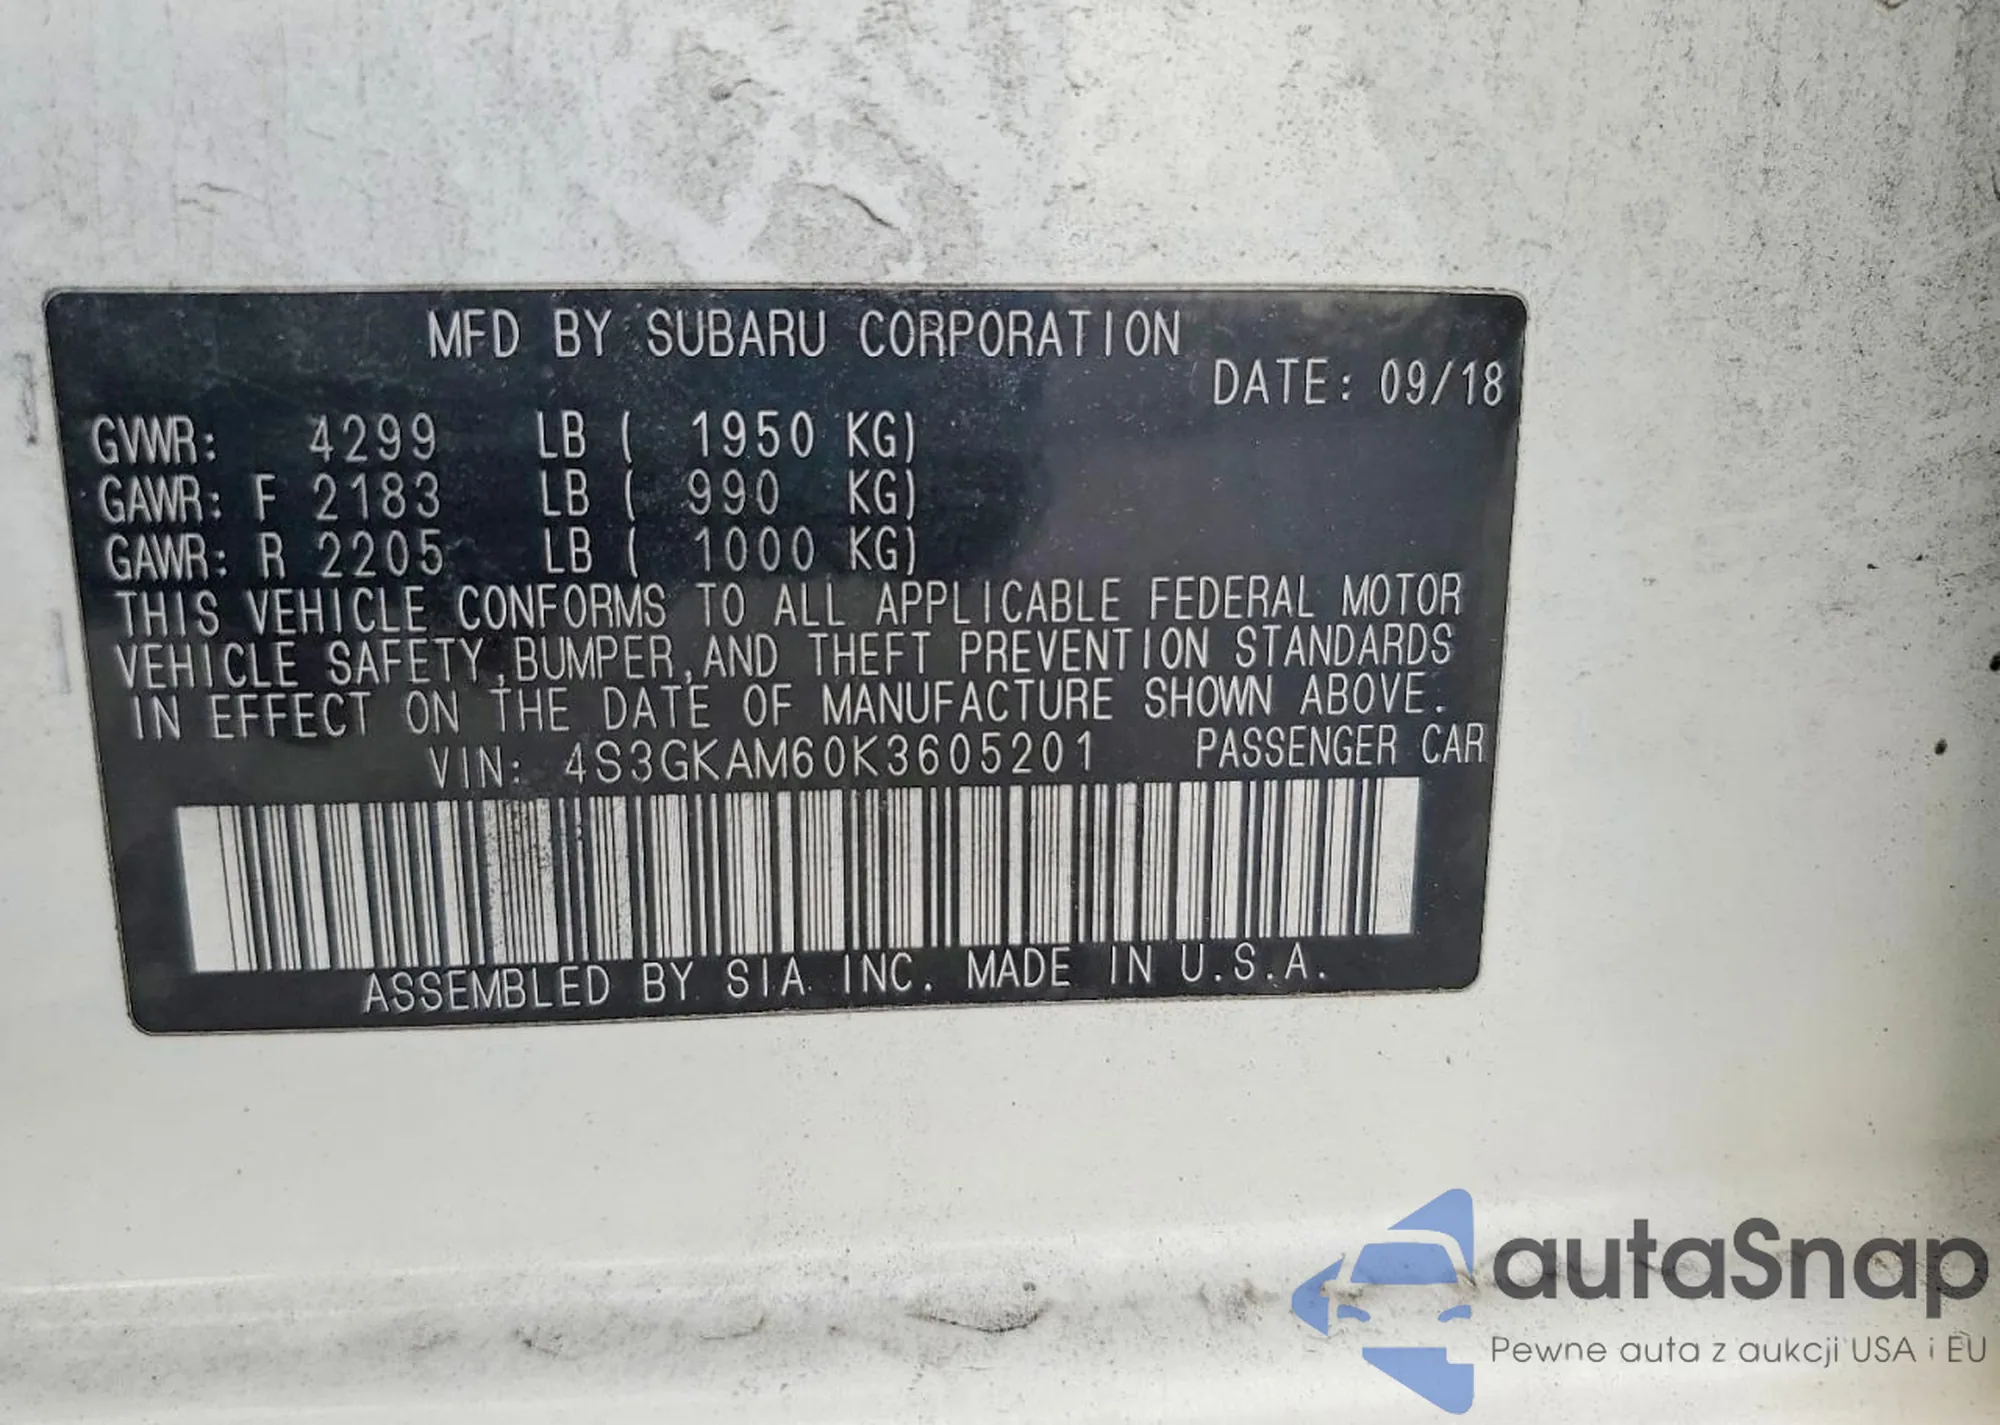 MFD BY SUBARU CORPORATION
DATE: 09/18
GVWR: 4299 LB ( 1950 KG)
GAWR: F 2183 LB ( 990 KG)
GAWR: R 2205 LB ( 1000 KG)
THIS VEHICLE CONFORMS TO ALL APPLICABLE FEDERAL MOTOR
VEHICLE SAFETY,BUMPER,AND THEFT PREVENTION STANDARDS
IN EFFECT ON THE DATE OF MANUFACTURE SHOWN ABOVE.
VIN: 4S3GKAM60K3605201 PASSENGER CAR
ASSEMBLED BY SIA INC. MADE IN U.S.A.
autaSnap
Pewne auta z aukcji USA i EU